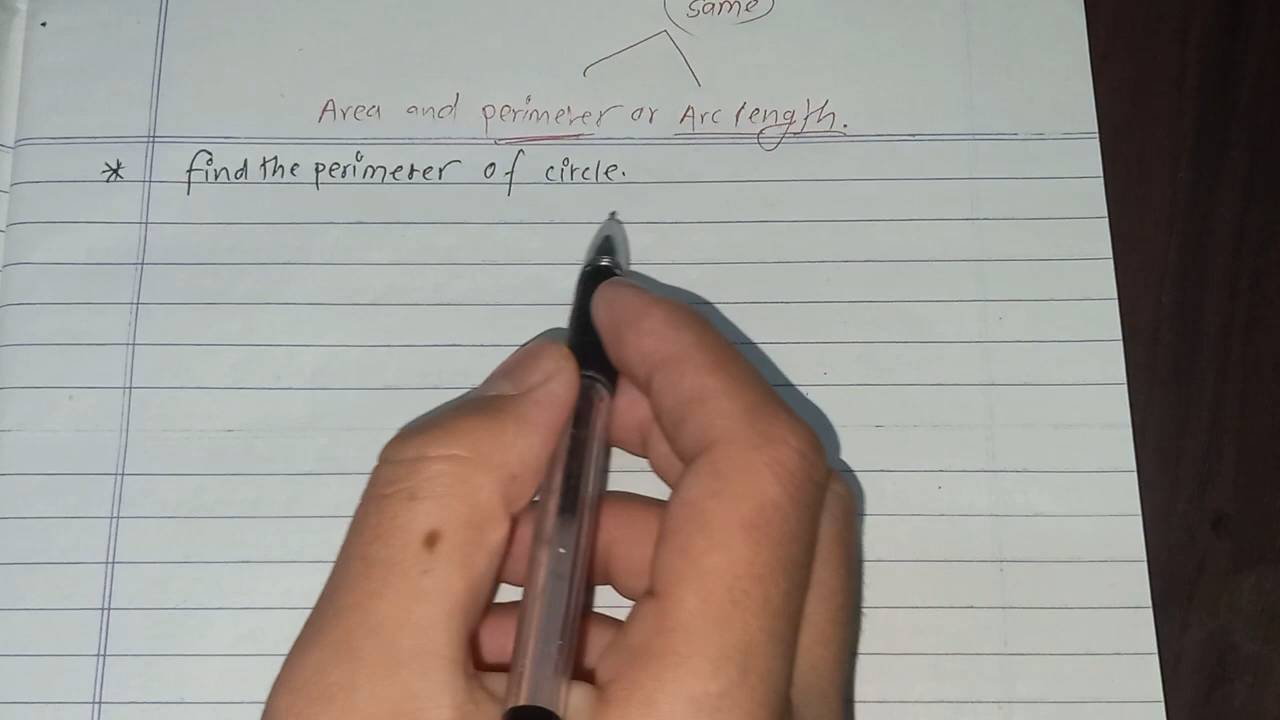 same
Area and perimeter or Arc length.
* find the perimeter of circle.